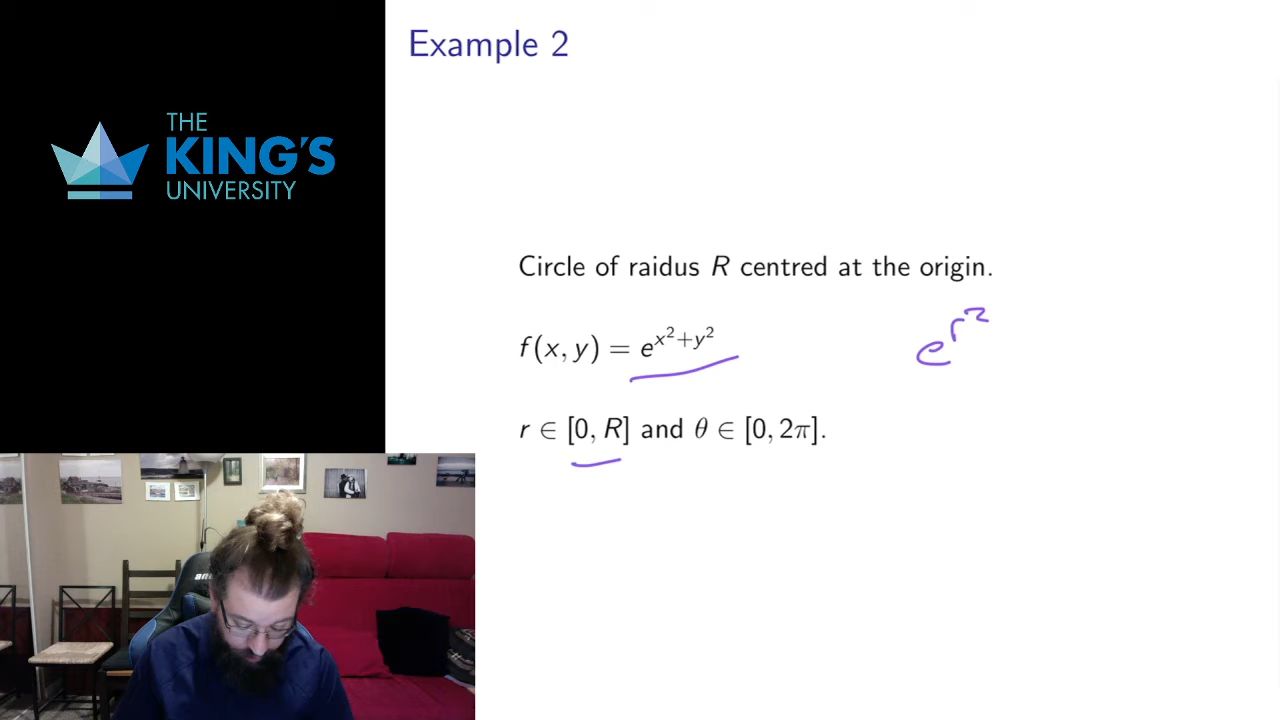 Example 2
THE
KING'S
UNIVERSITY
Circle of raidus R centred at the origin.
f(x, y) = e^{x^2+y^2}
e^{r^2}
r ∈ [0, R] and θ ∈ [0, 2π].